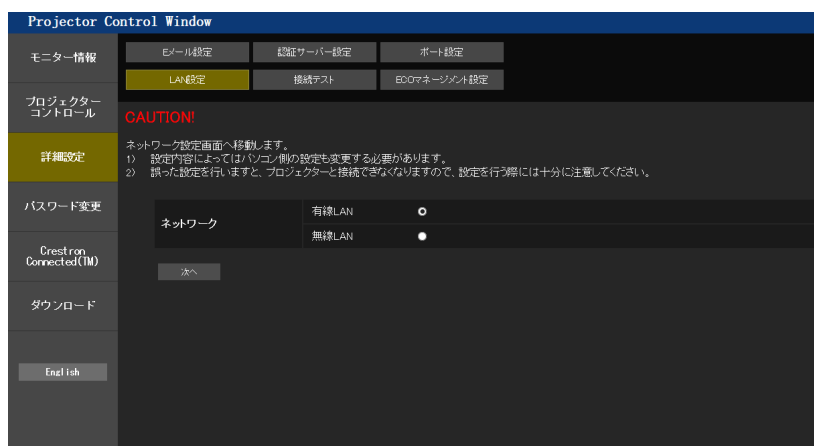 Projector Control Window
モニター情報
プロジェクター
コントロール
詳細設定
パスワード変更
Crestron
Connected(TM)
ダウンロード
English
Eメール設定
認証サーバー設定
ポート設定
LAN設定
接続テスト
ECOマネージメント設定
CAUTION!
ネットワーク設定画面へ移動します。
1) 設定内容によってはパソコン側の設定も変更する必要があります。
2) 誤った設定を行いますと、プロジェクターと接続できなくなりますので、設定を行う際には十分に注意してください。
ネットワーク
有線LAN
無線LAN
次へ